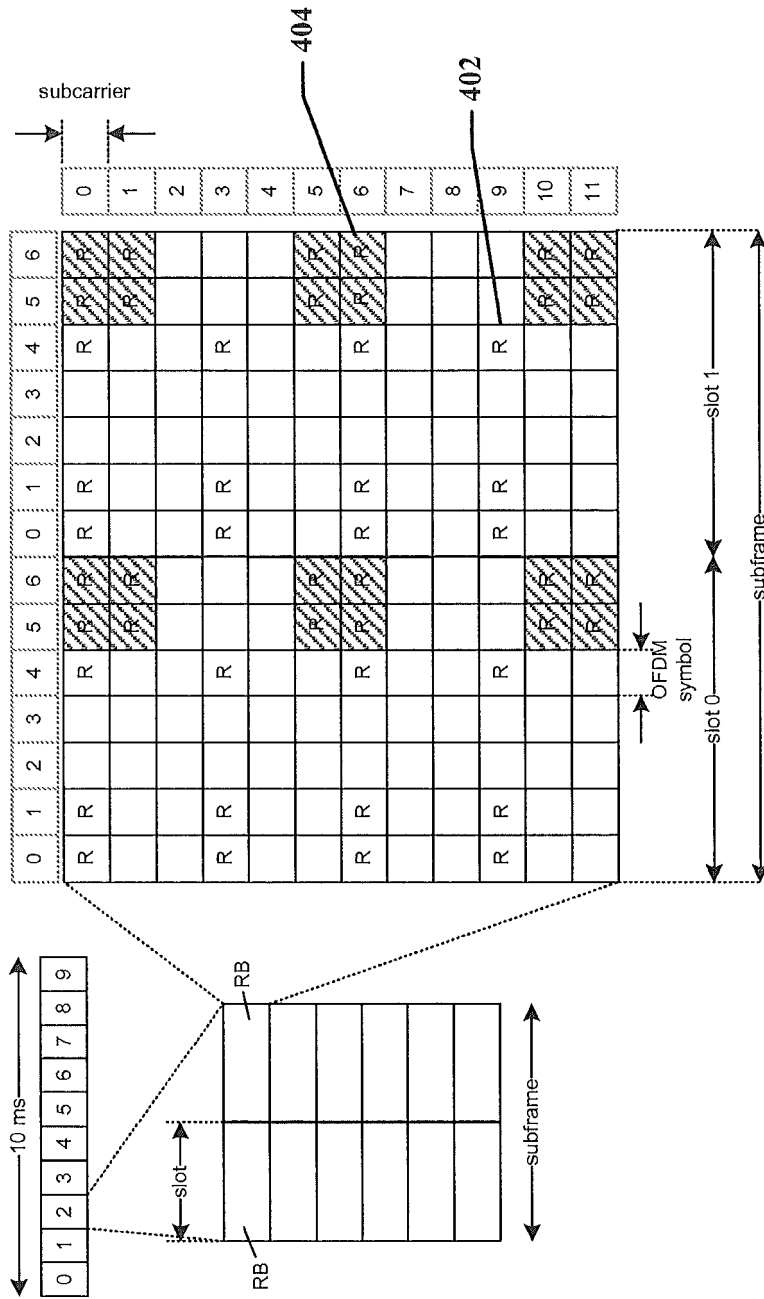 10 ms
0 1 2 3 4 5 6 7 8 9
slot
RB RB
subframe
subcarrier
0 1 2 3 4 5 6 0 1 2 3 4 5 6
R R R R R R R R R R 0
R R R R 1
2
R R R R R R 3
4
R R R R 5
R R R R R R R R R R 6
7
8
R R R R R R 9
R R R R 10
R R R R 11
404
402
OFDM
symbol
slot 0 slot 1
subframe